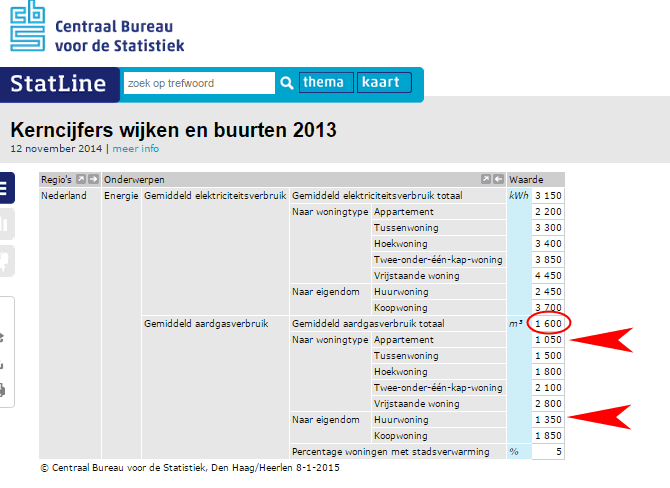 Centraal Bureau
voor de Statistiek
StatLine zoek op trefwoord thema kaart
Kerncijfers wijken en buurten 2013
12 november 2014 | meer info
Regio's Onderwerpen Waarde
Nederland Energie Gemiddeld elektriciteitsverbruik Gemiddeld elektriciteitsverbruik totaal kWh 3 150
Naar woningtype Appartement 2 200
Tussenwoning 3 300
Hoekwoning 3 400
Twee-onder-één-kap-woning 3 850
Vrijstaande woning 4 450
Naar eigendom Huurwoning 2 450
Koopwoning 3 700
Gemiddeld aardgasverbruik Gemiddeld aardgasverbruik totaal m³ 1 600
Naar woningtype Appartement 1 050
Tussenwoning 1 500
Hoekwoning 1 800
Twee-onder-één-kap-woning 2 100
Vrijstaande woning 2 800
Naar eigendom Huurwoning 1 350
Koopwoning 1 850
Percentage woningen met stadsverwarming % 5
© Centraal Bureau voor de Statistiek, Den Haag/Heerlen 8-1-2015